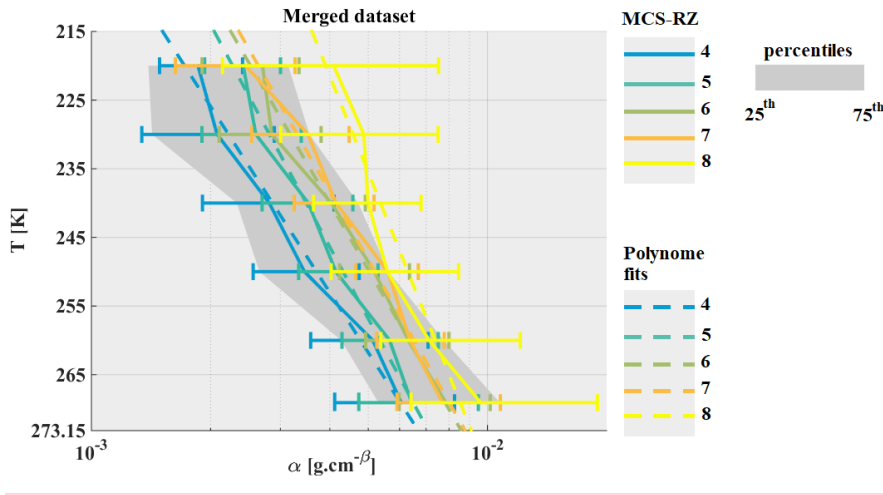 Merged dataset
215
225
235
245
255
265
273.15
T [K]
10⁻³
10⁻²
α [g.cm⁻ᵝ]
MCS-RZ
4
5
6
7
8
percentiles
25ᵗʰ
75ᵗʰ
Polynome
fits
4
5
6
7
8